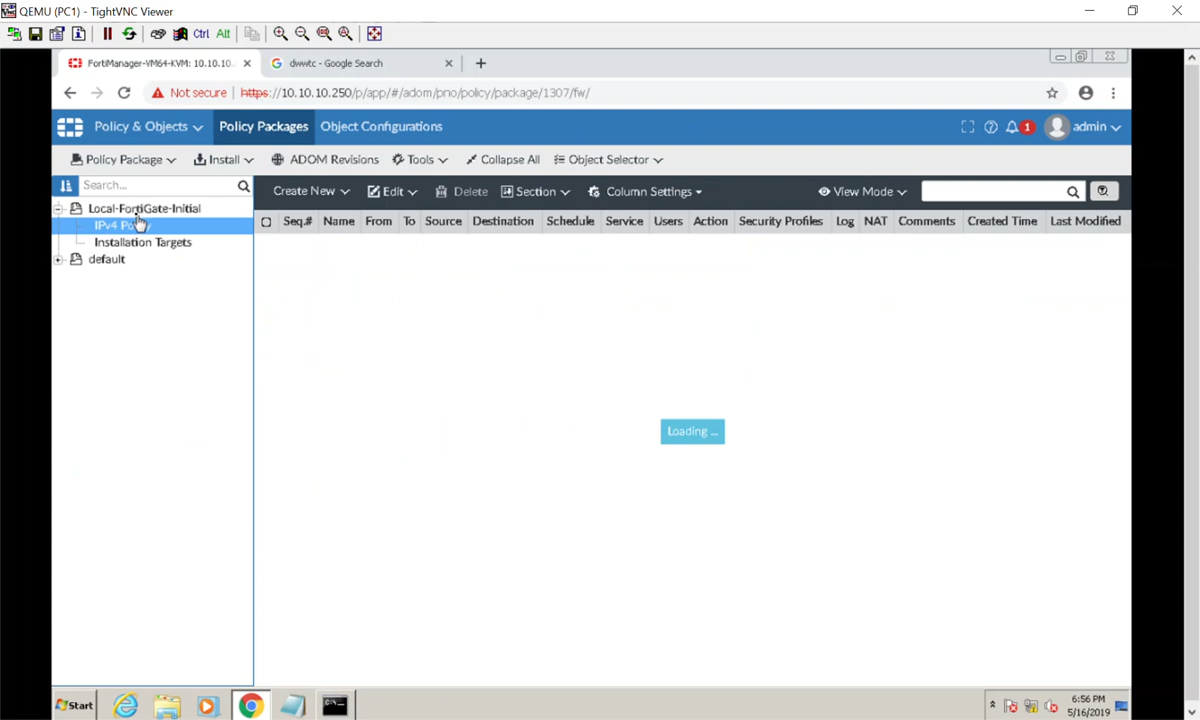 QEMU (PC1) - TightVNC Viewer
Ctrl Alt
FortiManager-VM64-KVM: 10.10.10...
dwwtc - Google Search
Not secure | https://10.10.10.250/p/app/#/adom/pno/policy/package/1307/fw/
Policy & Objects Policy Packages Object Configurations 1 admin
Policy Package Install ADOM Revisions Tools Collapse All Object Selector
Search... Create New Edit Delete Section Column Settings View Mode
Seq.# Name From To Source Destination Schedule Service Users Action Security Profiles Log NAT Comments Created Time Last Modified
Local-FortiGate-Initial
IPv4
Installation Targets
default
Loading ...
Start
6:56 PM
5/16/2019